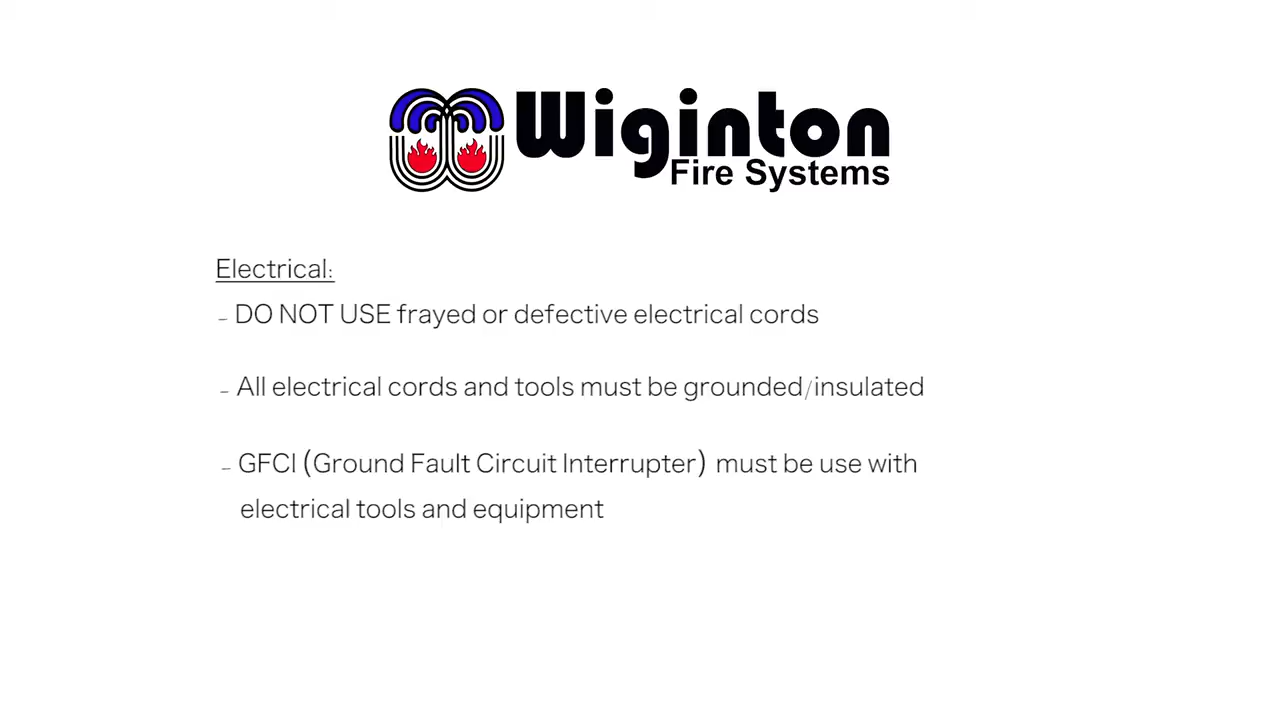 Wiginton
Fire Systems
Electrical:
- DO NOT USE frayed or defective electrical cords
- All electrical cords and tools must be grounded/insulated
- GFCI (Ground Fault Circuit Interrupter) must be use with
electrical tools and equipment